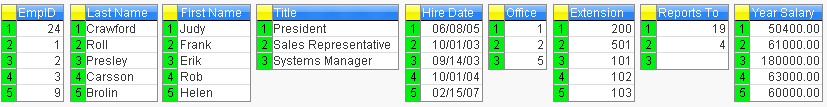 EmpID Last Name First Name Title Hire Date Office Extension Reports To Year Salary
1 24 1 Crawford 1 Judy 1 President 1 06/08/05 1 1 1 200 1 19 1 50400.00
2 1 2 Roll 2 Frank 2 Sales Representative 2 10/01/03 2 2 2 501 2 4 2 61000.00
3 2 3 Presley 3 Erik 3 Systems Manager 3 09/14/03 3 5 3 101 3 3 180000.00
4 3 4 Carsson 4 Rob 4 10/01/04 4 102 4 63000.00
5 9 5 Brolin 5 Helen 5 02/15/07 5 103 5 60000.00